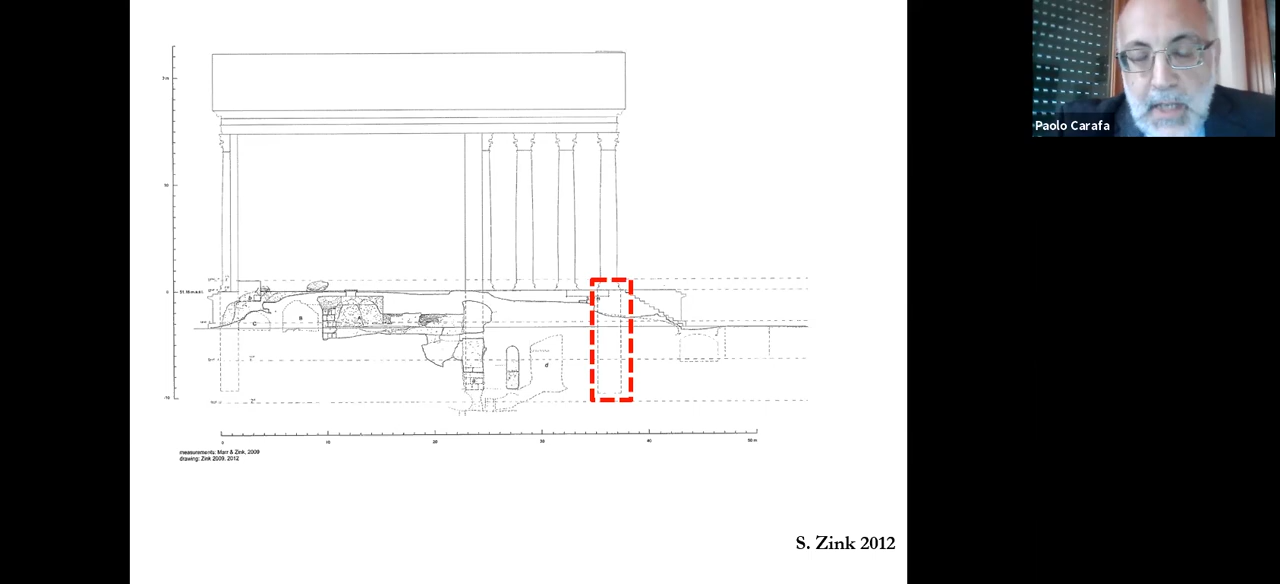 Paolo Carafa
C
B
A
d
0
10
20
30
40
50 m
measurements: Marr & Zink, 2009
drawing: Zink 2009, 2012
S. Zink 2012